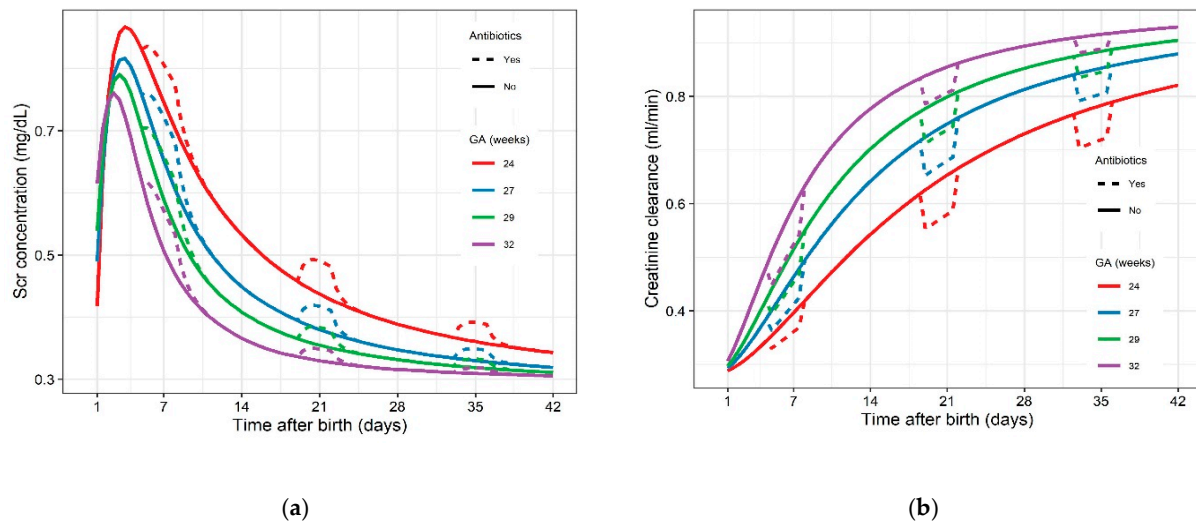 Scr concentration (mg/dL)
0.7
0.5
0.3
1 7 14 21 28 35 42
Time after birth (days)
Antibiotics
Yes
No
GA (weeks)
24
27
29
32
(a)
Creatinine clearance (ml/min)
0.8
0.6
0.4
1 7 14 21 28 35 42
Time after birth (days)
Antibiotics
Yes
No
GA (weeks)
24
27
29
32
(b)